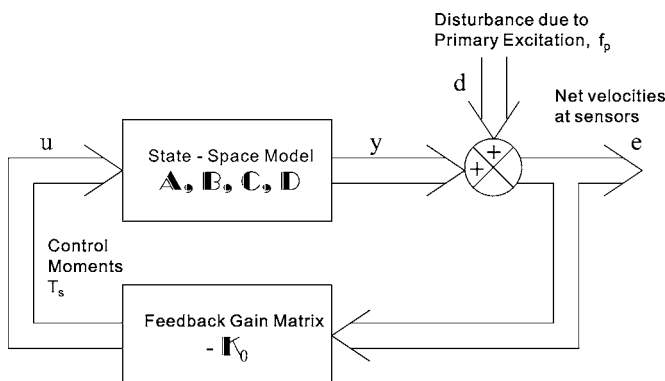 Disturbance due to
Primary Excitation, fₚ
d
Net velocities
at sensors
u
y
e
+
+
State - Space Model
A, B, C, D
Control
Moments
Tₛ
Feedback Gain Matrix
- K₀